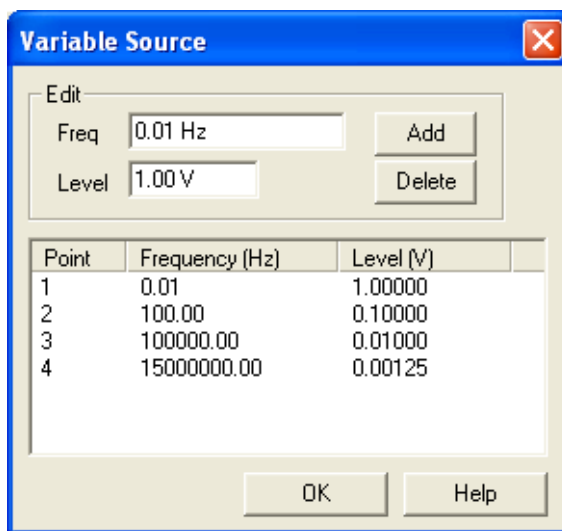 Variable Source
Edit
Freq 0.01 Hz Add
Level 1.00 V Delete
Point Frequency (Hz) Level (V)
1 0.01 1.00000
2 100.00 0.10000
3 100000.00 0.01000
4 15000000.00 0.00125
OK Help